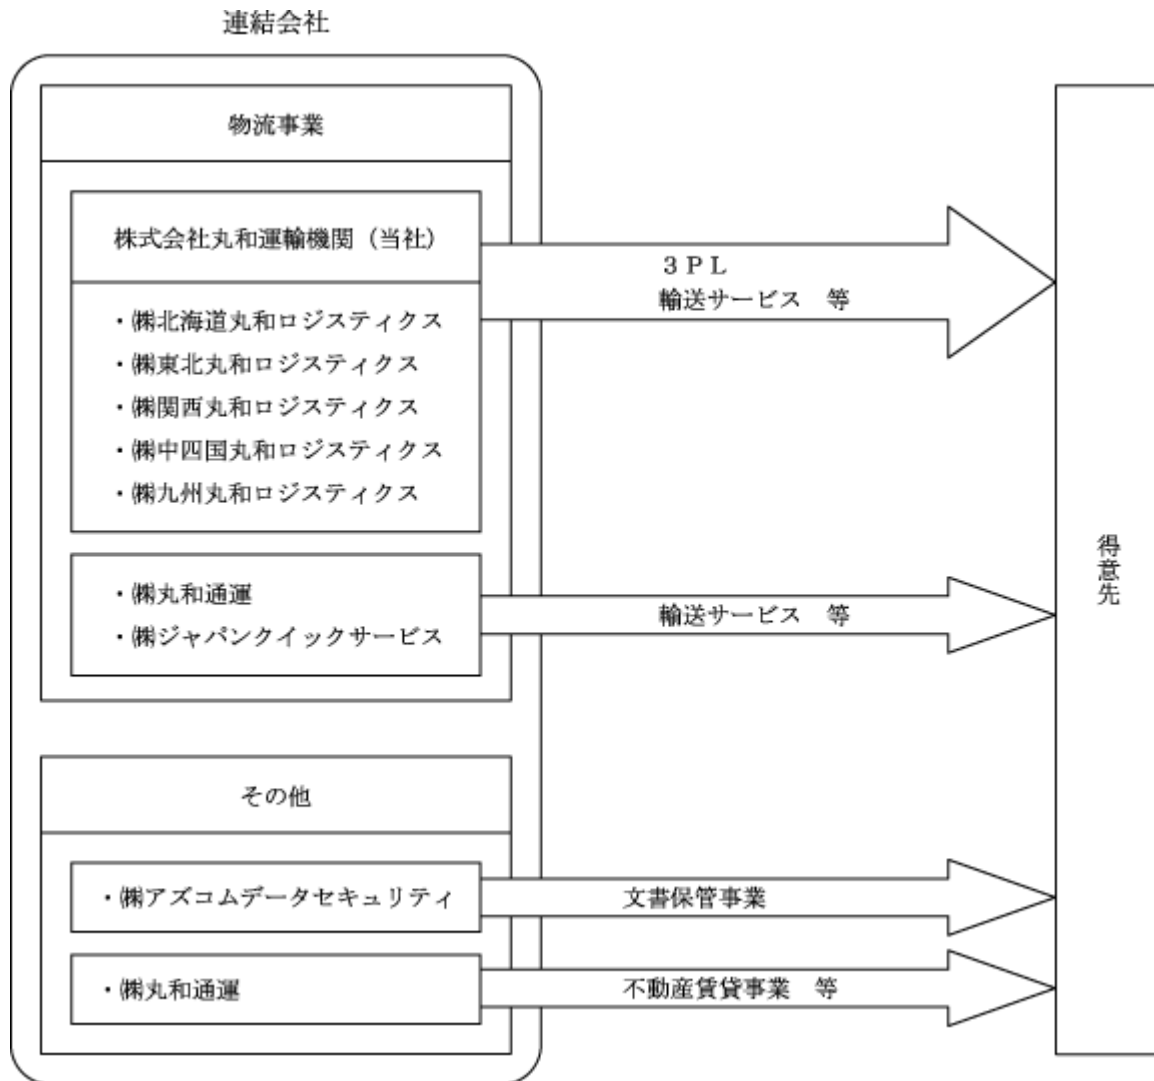 連結会社
物流事業
株式会社丸和運輸機関（当社）
・㈱北海道丸和ロジスティクス
・㈱東北丸和ロジスティクス
・㈱関西丸和ロジスティクス
・㈱中四国丸和ロジスティクス
・㈱九州丸和ロジスティクス
３ＰＬ
輸送サービス　等
・㈱丸和通運
・㈱ジャパンクイックサービス
輸送サービス　等
その他
・㈱アズコムデータセキュリティ
文書保管事業
・㈱丸和通運
不動産賃貸事業　等
得意先